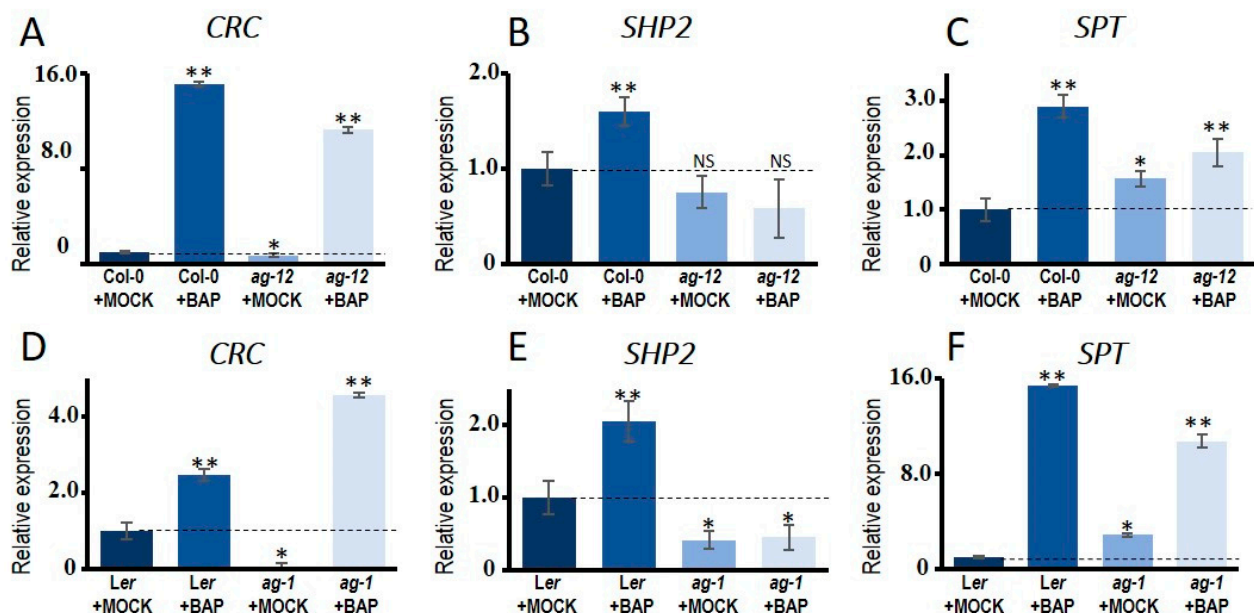 A CRC
Relative expression
16.0
**
**
8.0
0
*
Col-0 Col-0 ag-12 ag-12
+MOCK +BAP +MOCK +BAP
B SHP2
Relative expression
2.0
**
NS NS
1.0
0
Col-0 Col-0 ag-12 ag-12
+MOCK +BAP +MOCK +BAP
C SPT
Relative expression
**
3.0
**
2.0
*
1.0
0
Col-0 Col-0 ag-12 ag-12
+MOCK +BAP +MOCK +BAP
D CRC
Relative expression
**
4.0
**
2.0
1.0
*
0
Ler Ler ag-1 ag-1
+MOCK +BAP +MOCK +BAP
E SHP2
Relative expression
**
2.0
1.0
* *
0
Ler Ler ag-1 ag-1
+MOCK +BAP +MOCK +BAP
F SPT
Relative expression
16.0
**
**
8.0
*
0
Ler Ler ag-1 ag-1
+MOCK +BAP +MOCK +BAP